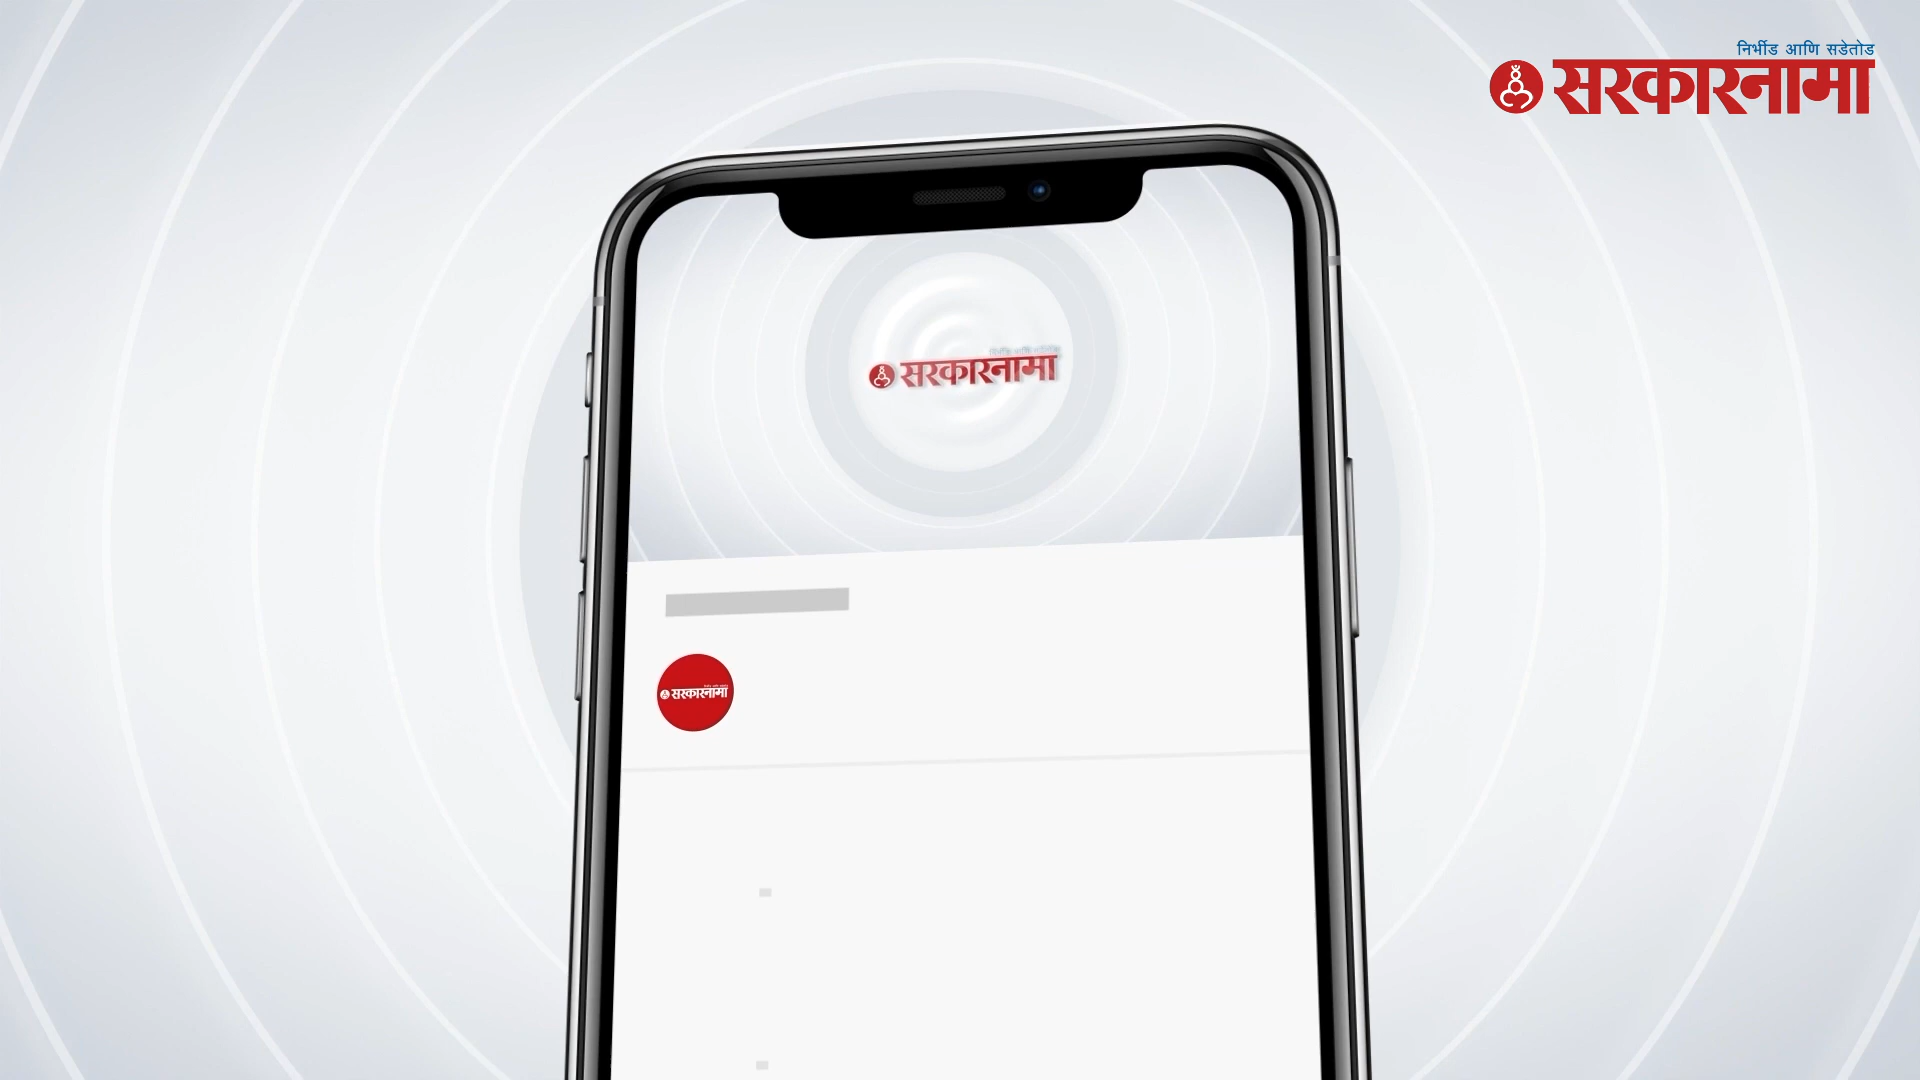 निर्भीड आणि सडेतोड
सरकारनामा
सरकारनामा
सरकारनामा